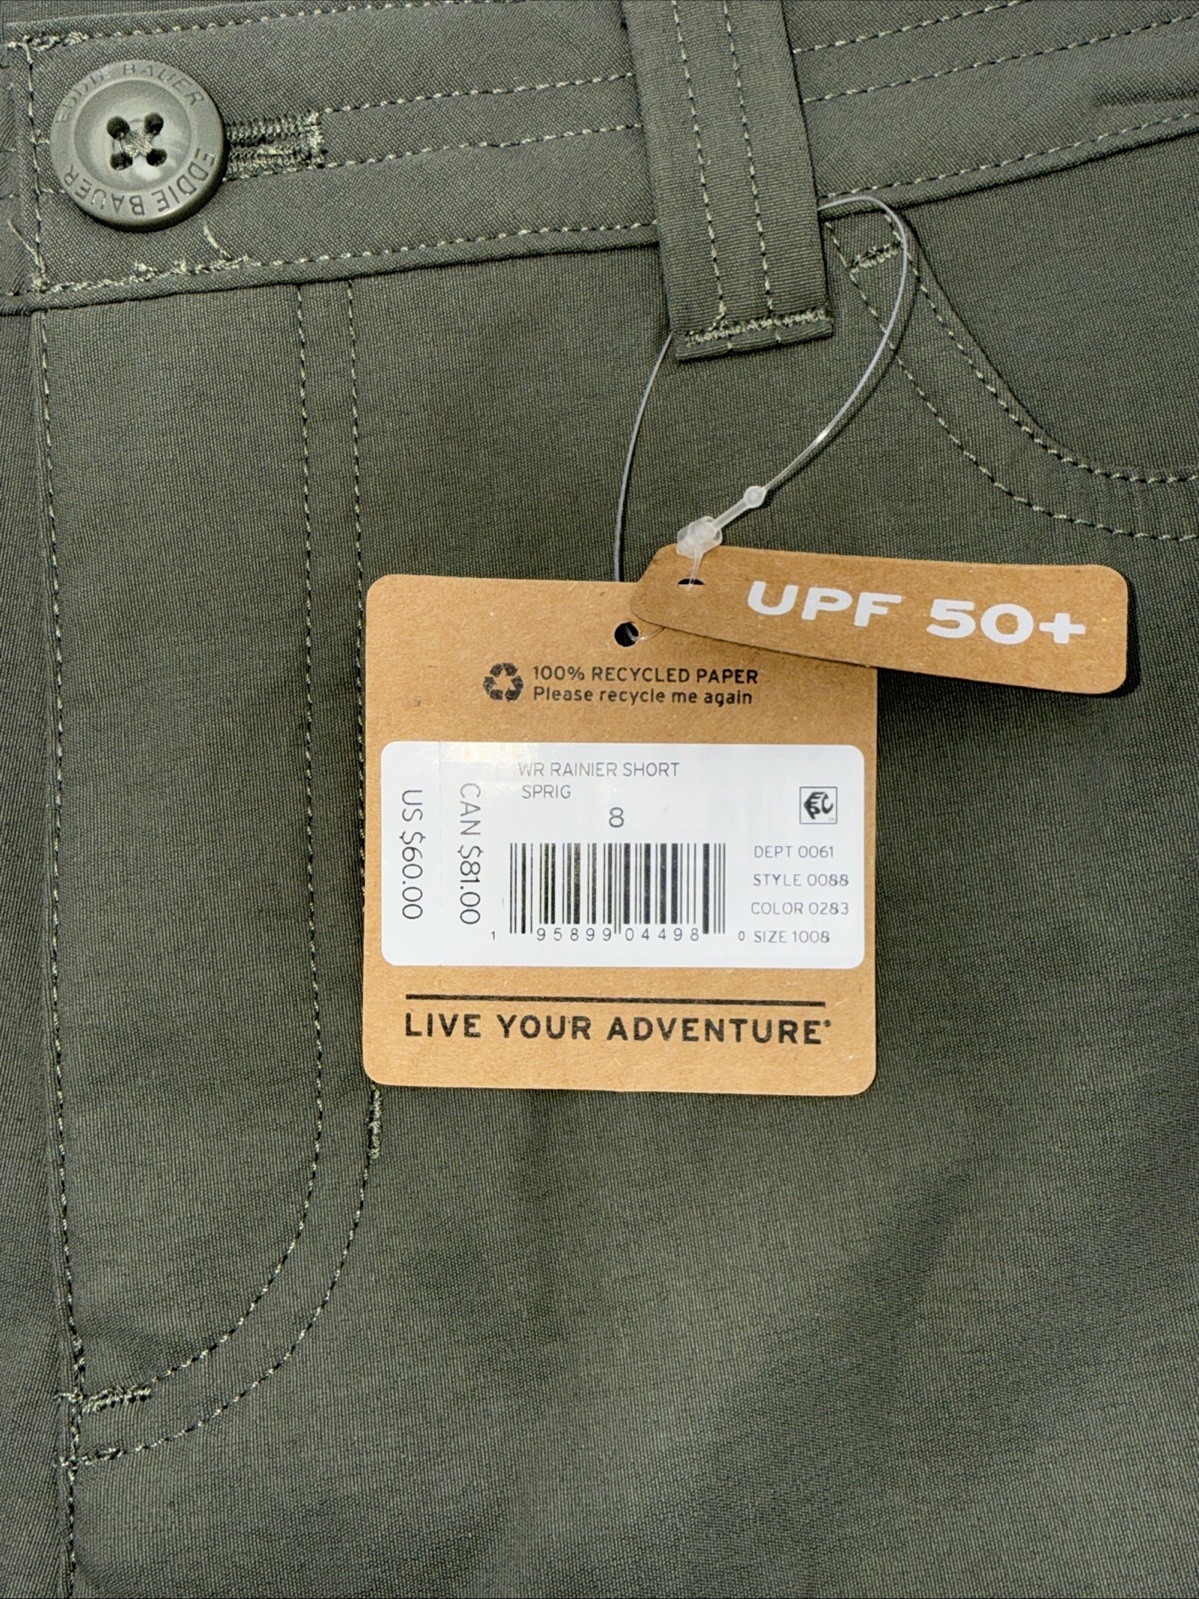 EDDIE BAUER
EDDIE BAUER
UPF 50+
100% RECYCLED PAPER
Please recycle me again
WR RAINIER SHORT
SPRIG
8
US $60.00
CAN $81.00
DEPT 0061
STYLE 0088
COLOR 0283
SIZE 1008
1 95899 04498 0
LIVE YOUR ADVENTURE®